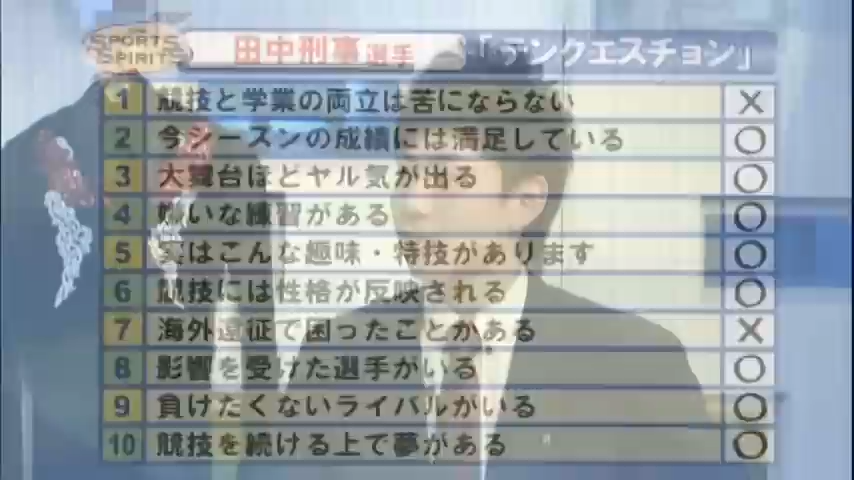 THE SPORTS SPIRITS
田中刑事選手 「テンクエスチョン」
1 競技と学業の両立は苦にならない ×
2 今シーズンの成績には満足している ○
3 大舞台ほどヤル気が出る ○
4 嫌いな練習がある ○
5 実はこんな趣味・特技があります ○
6 競技には性格が反映される ○
7 海外遠征で困ったことがある ×
8 影響を受けた選手がいる ○
9 負けたくないライバルがいる ○
10 競技を続ける上で夢がある ○